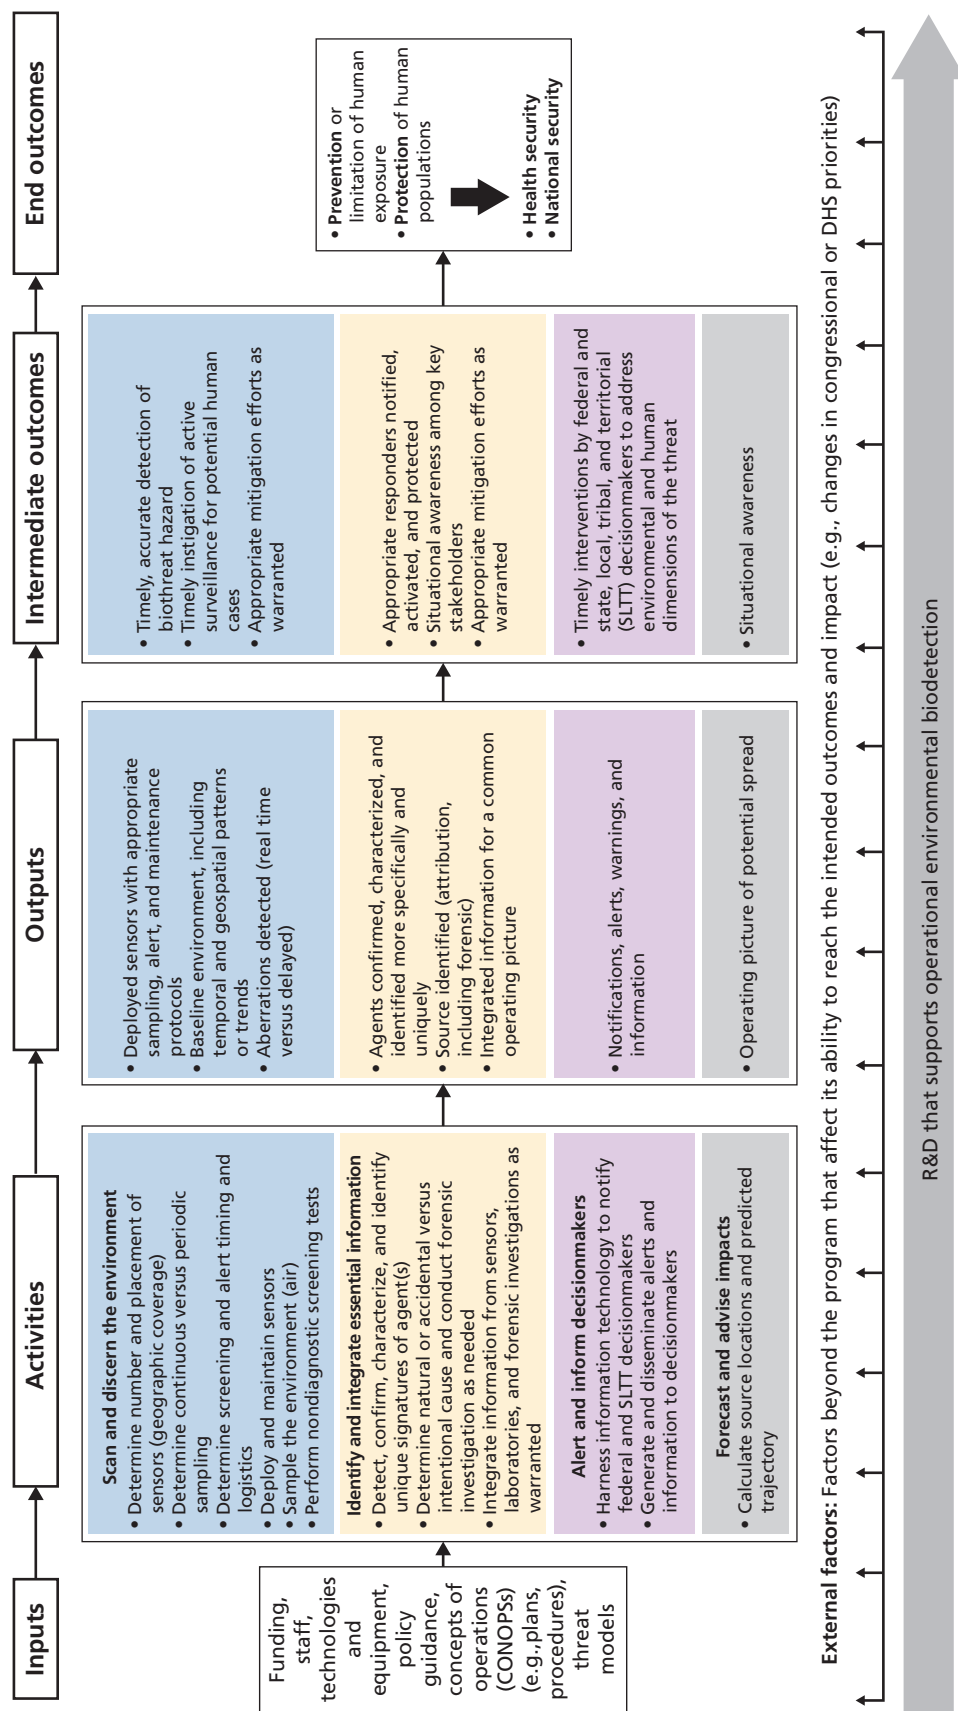 Inputs
Activities
Outputs
Intermediate outcomes
End outcomes
Funding,
staff,
technologies
and
equipment,
policy
guidance,
concepts of
operations
(CONOPSs)
(e.g.,plans,
procedures),
threat
models
Scan and discern the environment
• Determine number and placement of
sensors (geographic coverage)
• Determine continuous versus periodic
sampling
• Determine screening and alert timing and
logistics
• Deploy and maintain sensors
• Sample the environment (air)
• Perform nondiagnostic screening tests
Identify and integrate essential information
• Detect, confirm, characterize, and identify
unique signatures of agent(s)
• Determine natural or accidental versus
intentional cause and conduct forensic
investigation as needed
• Integrate information from sensors,
laboratories, and forensic investigations as
warranted
Alert and inform decisionmakers
• Harness information technology to notify
federal and SLTT decisionmakers
• Generate and disseminate alerts and
information to decisionmakers
Forecast and advise impacts
• Calculate source locations and predicted
trajectory
• Deployed sensors with appropriate
sampling, alert, and maintenance
protocols
• Baseline environment, including
temporal and geospatial patterns
or trends
• Aberrations detected (real time
versus delayed)
• Agents confirmed, characterized, and
identified more specifically and
uniquely
• Source identified (attribution,
including forensic)
• Integrated information for a common
operating picture
• Notifications, alerts, warnings, and
information
• Operating picture of potential spread
• Timely, accurate detection of
biothreat hazard
• Timely instigation of active
surveillance for potential human
cases
• Appropriate mitigation efforts as
warranted
• Appropriate responders notified,
activated, and protected
• Situational awareness among key
stakeholders
• Appropriate mitigation efforts as
warranted
• Timely interventions by federal and
state, local, tribal, and territorial
(SLTT) decisionmakers to address
environmental and human
dimensions of the threat
• Situational awareness
• Prevention or
limitation of human
exposure
• Protection of human
populations
• Health security
• National security
External factors: Factors beyond the program that affect its ability to reach the intended outcomes and impact (e.g., changes in congressional or DHS priorities)
R&D that supports operational environmental biodetection